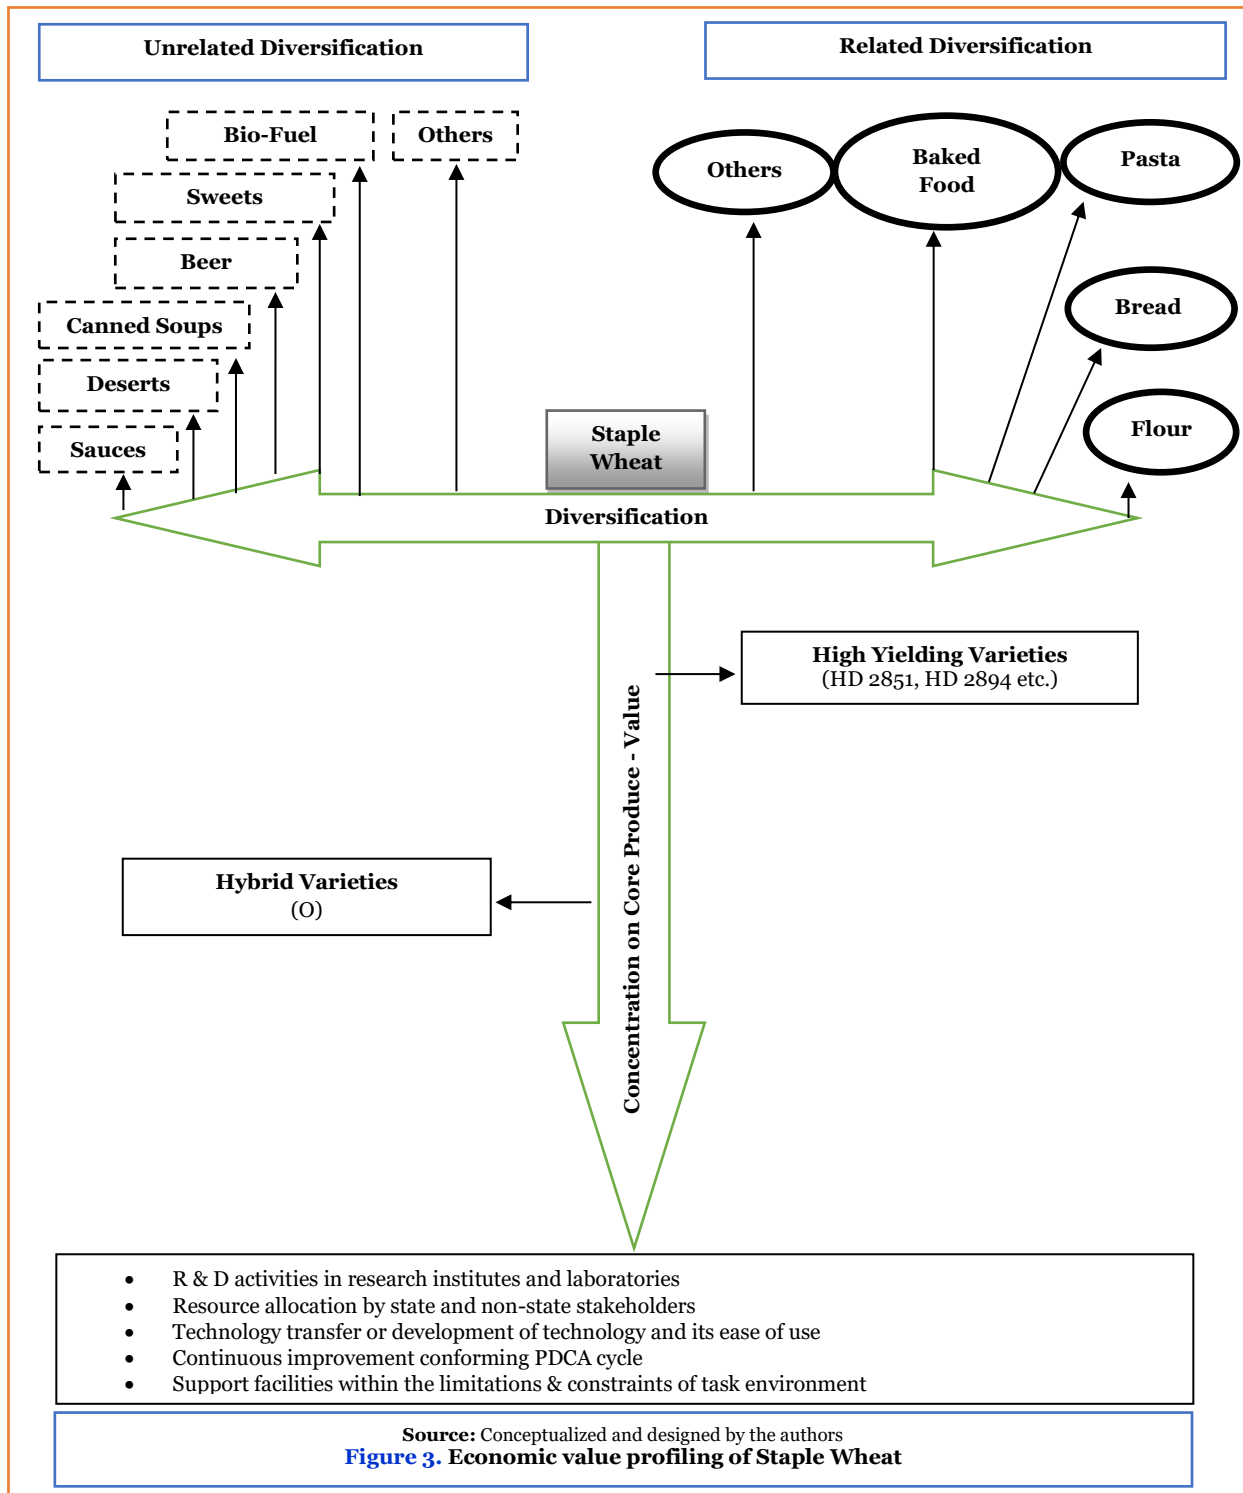 Unrelated Diversification
Related Diversification
Bio-Fuel
Others
Sweets
Beer
Canned Soups
Deserts
Sauces
Others
Baked
Food
Pasta
Bread
Flour
Staple
Wheat
Diversification
High Yielding Varieties
(HD 2851, HD 2894 etc.)
Concentration on Core Produce - Value
Hybrid Varieties
(O)
• R & D activities in research institutes and laboratories
• Resource allocation by state and non-state stakeholders
• Technology transfer or development of technology and its ease of use
• Continuous improvement conforming PDCA cycle
• Support facilities within the limitations & constraints of task environment
Source: Conceptualized and designed by the authors
Figure 3. Economic value profiling of Staple Wheat